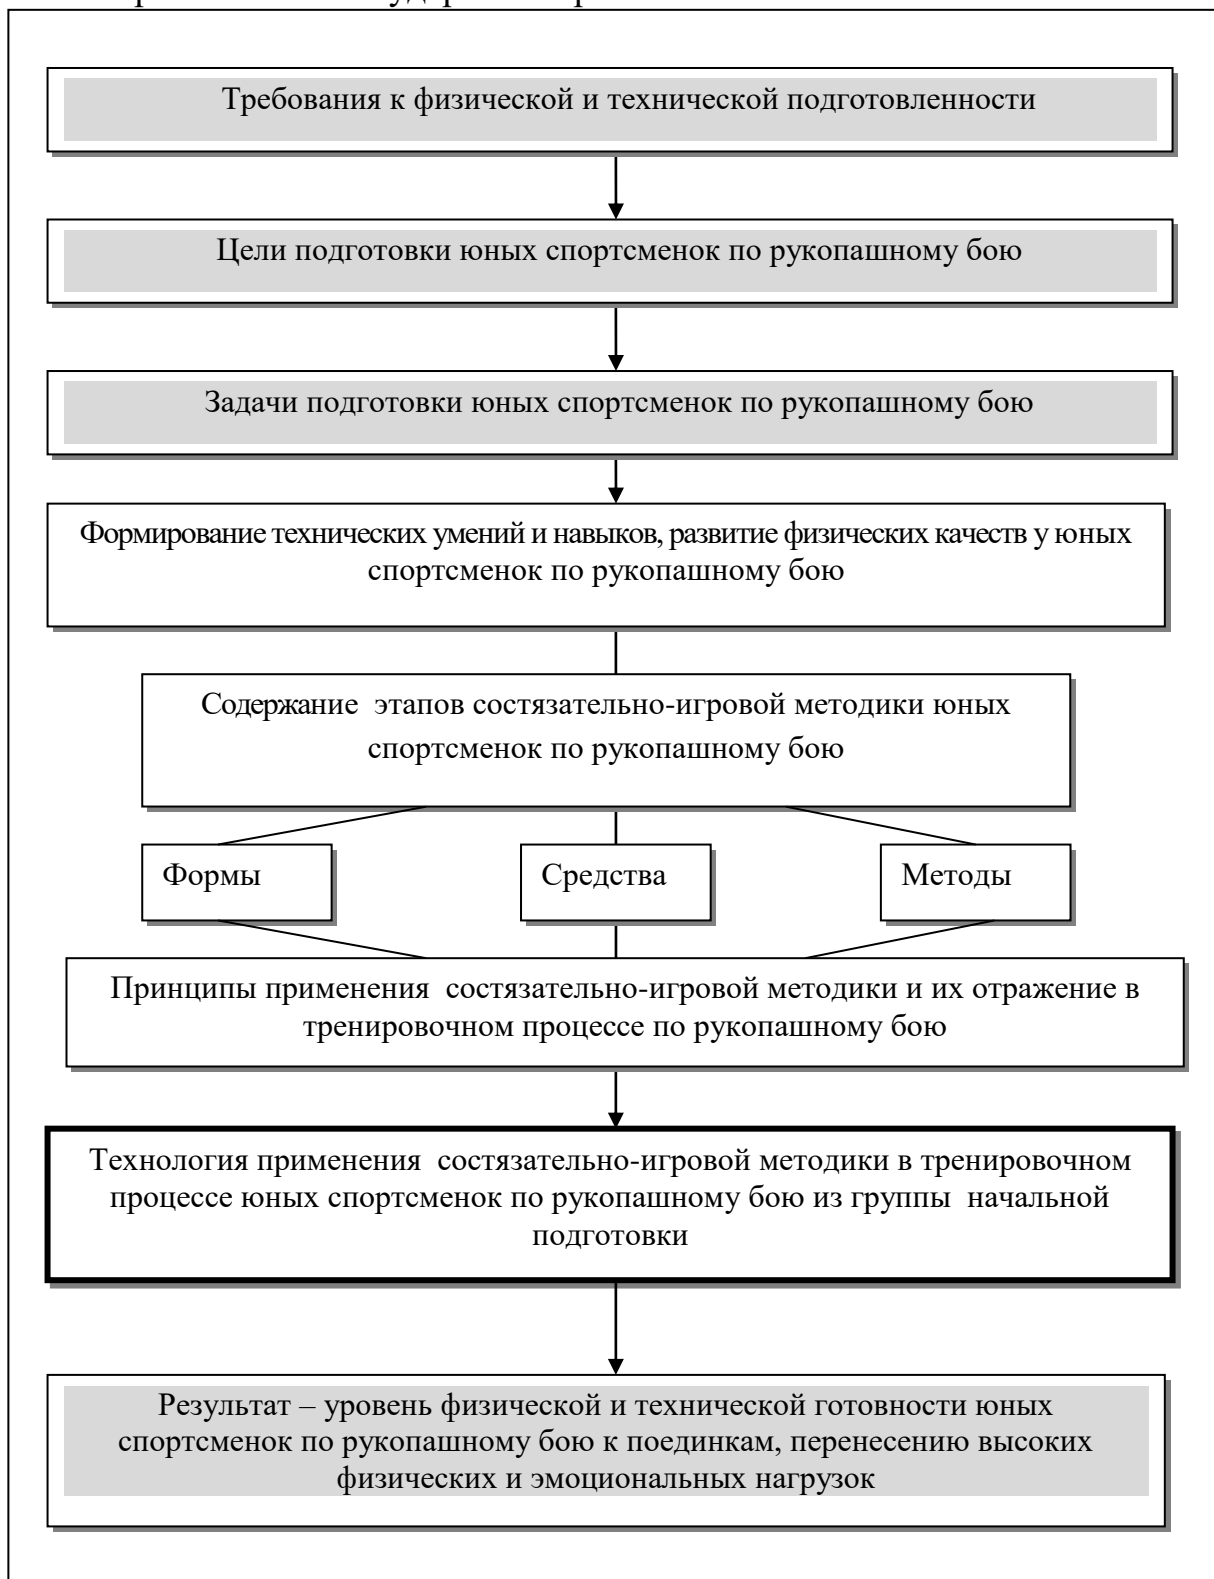 Требования к физической и технической подготовленности
Цели подготовки юных спортсменок по рукопашному бою
Задачи подготовки юных спортсменок по рукопашному бою
Формирование технических умений и навыков, развитие физических качеств у юных
спортсменок по рукопашному бою
Содержание этапов состязательно-игровой методики юных
спортсменок по рукопашному бою
Формы
Средства
Методы
Принципы применения состязательно-игровой методики и их отражение в
тренировочном процессе по рукопашному бою
Технология применения состязательно-игровой методики в тренировочном
процессе юных спортсменок по рукопашному бою из группы начальной
подготовки
Результат – уровень физической и технической готовности юных
спортсменок по рукопашному бою к поединкам, перенесению высоких
физических и эмоциональных нагрузок